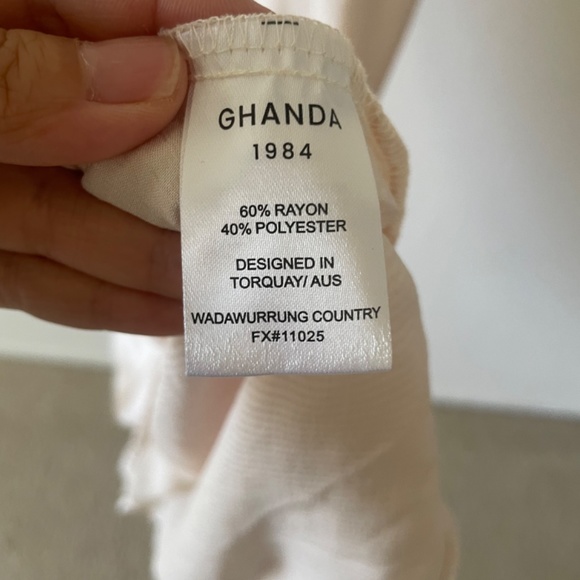 GHANDA
1984
60% RAYON
40% POLYESTER
DESIGNED IN
TORQUAY/ AUS
WADAWURRUNG COUNTRY
FX#11025